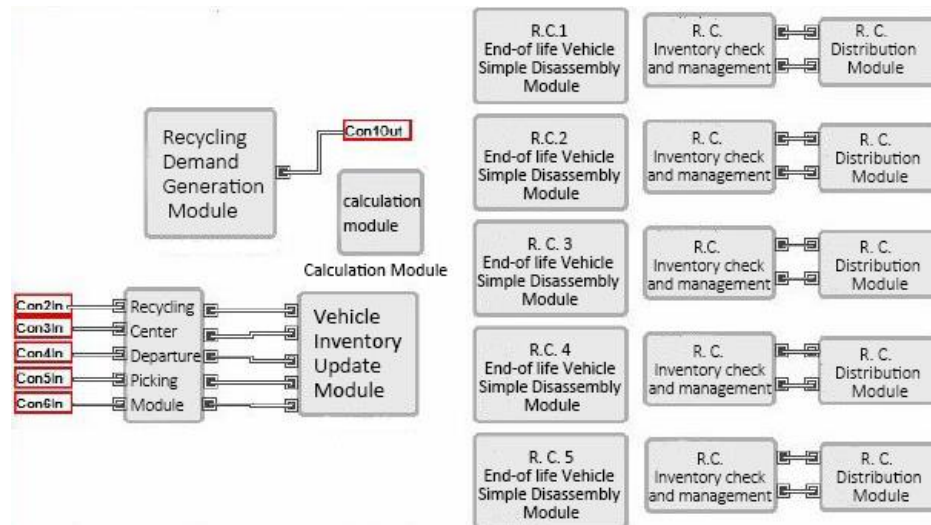 Recycling
Demand
Generation
Module
Con10ut
calculation
module
Calculation Module
Con2In
Con3In
Con4In
Con5In
Con6In
Recycling
Center
Departure
Picking
Module
Vehicle
Inventory
Update
Module
R.C.1
End-of life Vehicle
Simple Disassembly
Module
R. C.
Inventory check
and management
R. C.
Distribution
Module
R.C.2
End-of life Vehicle
Simple Disassembly
Module
R.C.
Inventory check
and management
R. C.
Distribution
Module
R. C. 3
End-of life Vehicle
Simple Disassembly
Module
R.C.
Inventory check
and management
R. C.
Distribution
Module
R.C. 4
End-of life Vehicle
Simple Disassembly
Module
R.C.
Inventory check
and management
R. C.
Distribution
Module
R. C. 5
End-of life Vehicle
Simple Disassembly
Module
R.C.
Inventory check
and management
R. C.
Distribution
Module